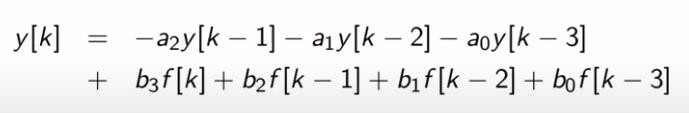 y[k] = −a₂y[k − 1] − a₁y[k − 2] − a₀y[k − 3]
+ b₃f[k] + b₂f[k − 1] + b₁f[k − 2] + b₀f[k − 3]